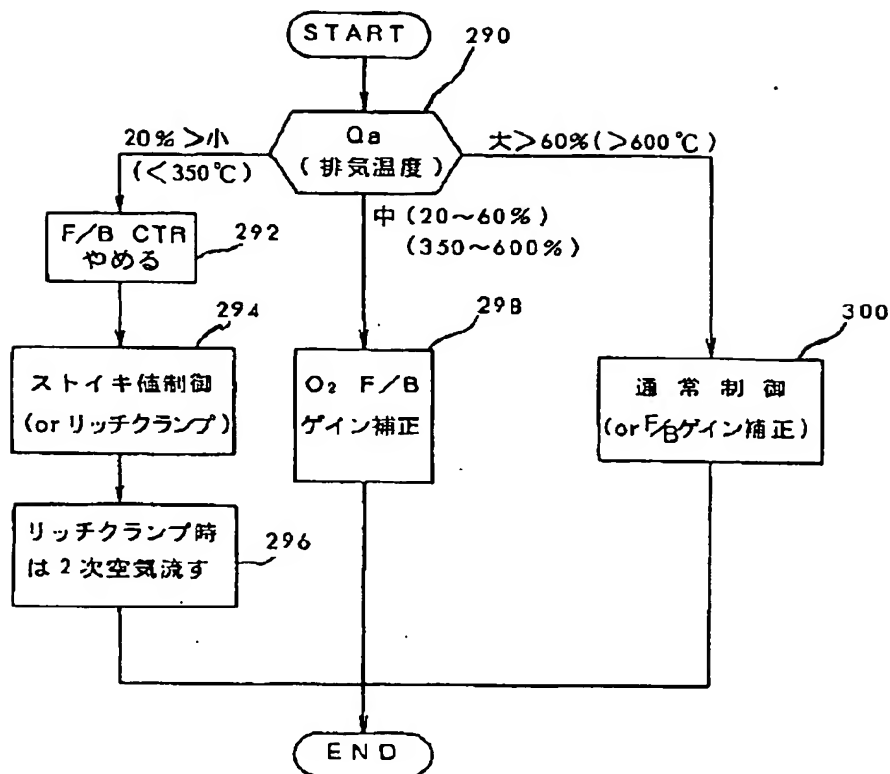 START
290
Qa
(排気温度)
20%>小
(<350℃)
大>60%(>600℃)
中(20~60%)
(350~600%)
F/B CTR
やめる
292
294
ストイキ値制御
(or リッチクランプ)
298
O₂ F/B
ゲイン補正
300
通常制御
(or F/Bゲイン補正)
リッチクランプ時
は2次空気流す
296
END